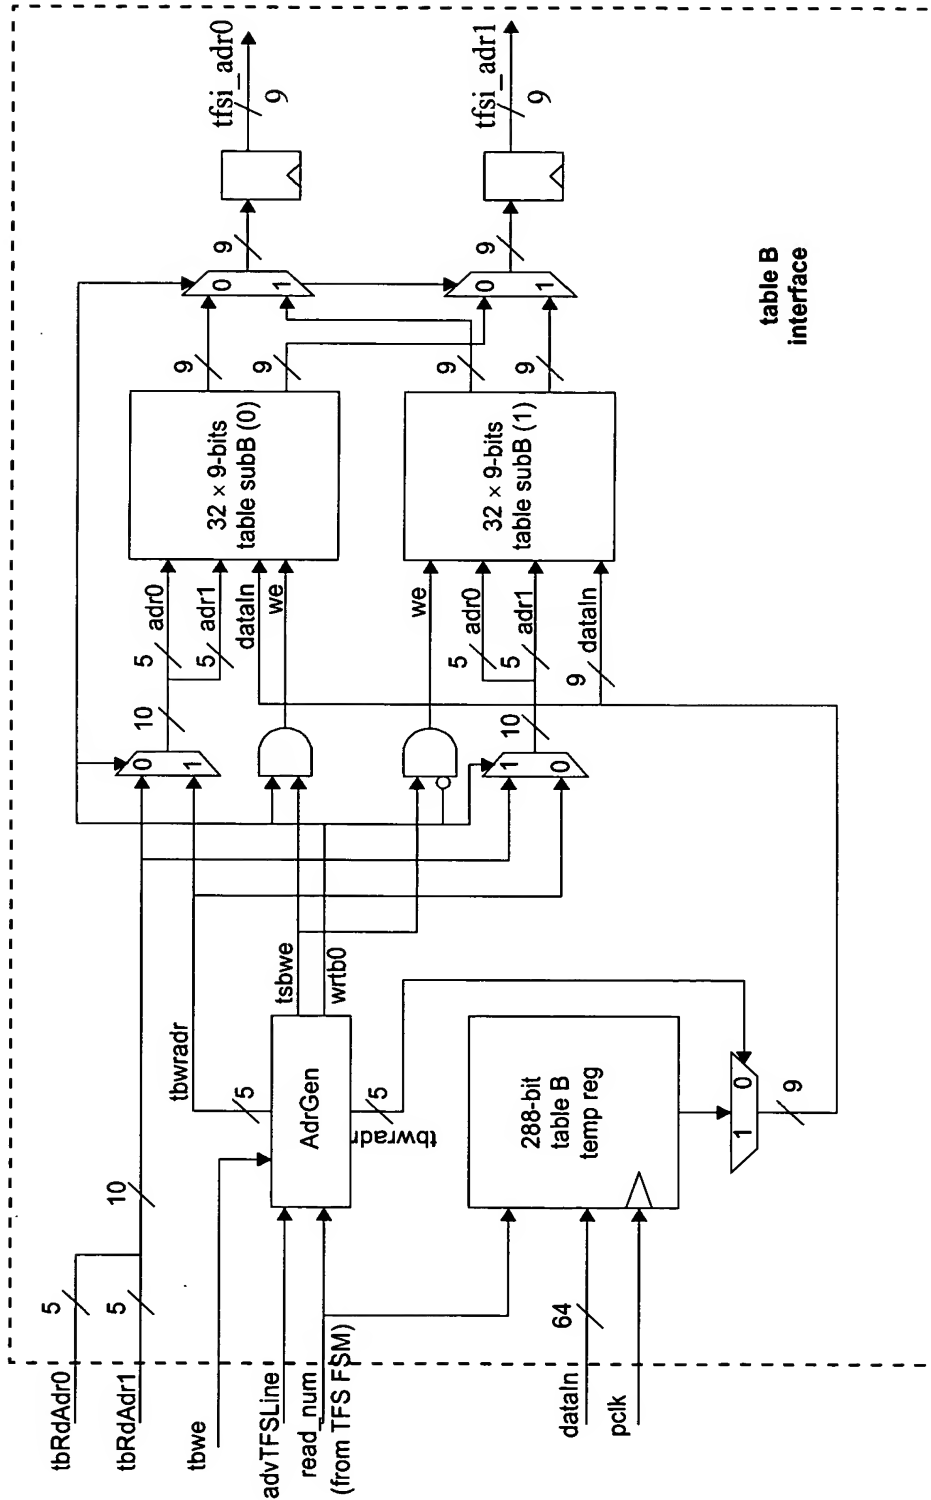 tbRdAdr0
5
tbRdAdr1
5
10
tbwe
advTFSLine
read_num
(from TFS FSM)
dataIn
64
pclk
tbwradr
5
AdrGen
tbwradr
5
tsbwe
wrtb0
288-bit
table B
temp reg
1
0
9
0
1
10
5
adr0
5
adr1
dataIn
we
32 × 9-bits
table subB (0)
9
9
1
0
10
we
5
adr0
5
adr1
9
dataIn
32 × 9-bits
table subB (1)
9
9
0
1
9
tfsi_adr0
9
0
1
9
tfsi_adr1
9
table B
interface